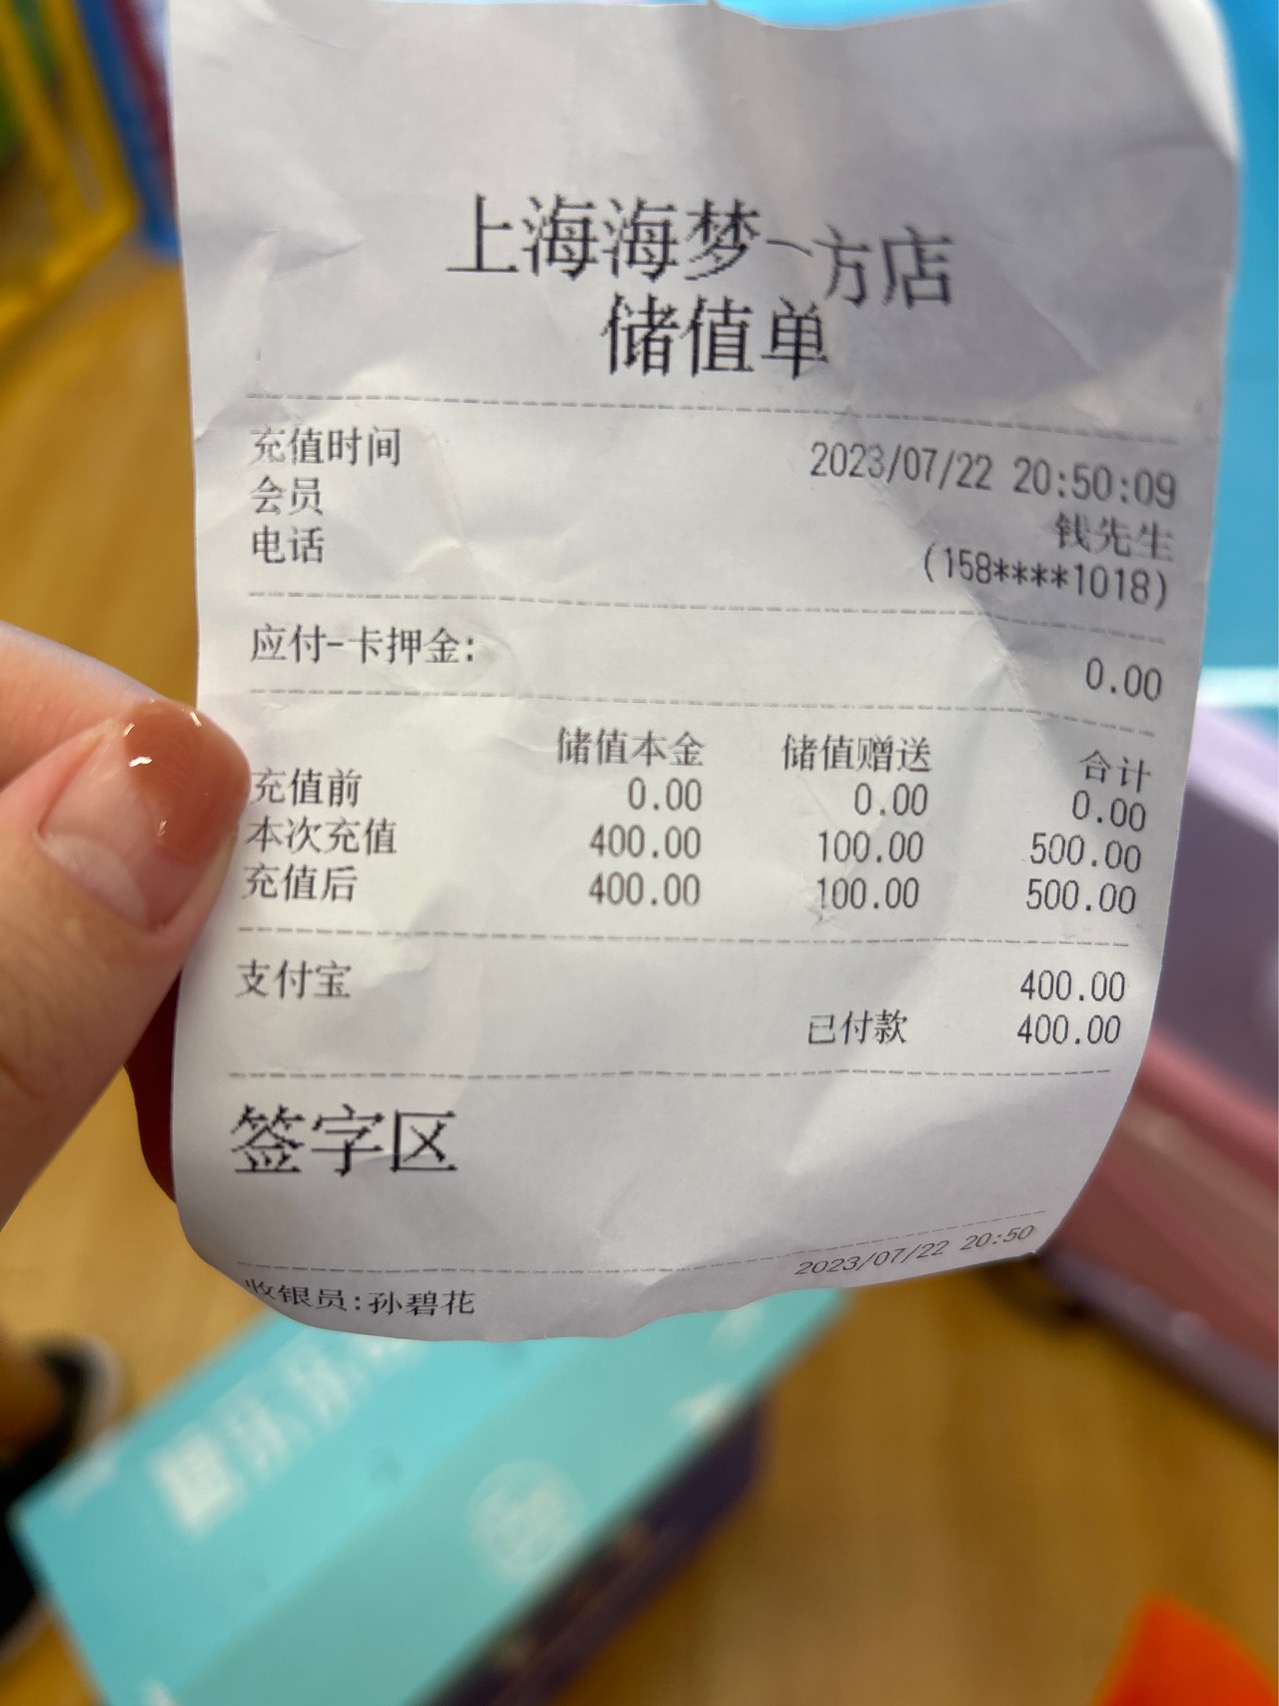 上海海梦一方店
储值单
充值时间 2023/07/22 20:50:09
会员 钱先生
电话 (158****1018)
应付-卡押金: 0.00
储值本金 储值赠送 合计
充值前 0.00 0.00 0.00
本次充值 400.00 100.00 500.00
充值后 400.00 100.00 500.00
支付宝 400.00
已付款 400.00
签字区
2023/07/22 20:50
收银员:孙碧花